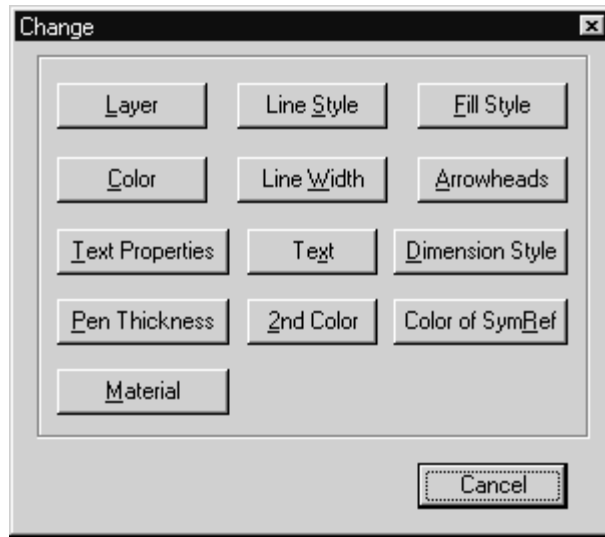 Change
Layer Line Style Fill Style
Color Line Width Arrowheads
Text Properties Text Dimension Style
Pen Thickness 2nd Color Color of SymRef
Material
Cancel